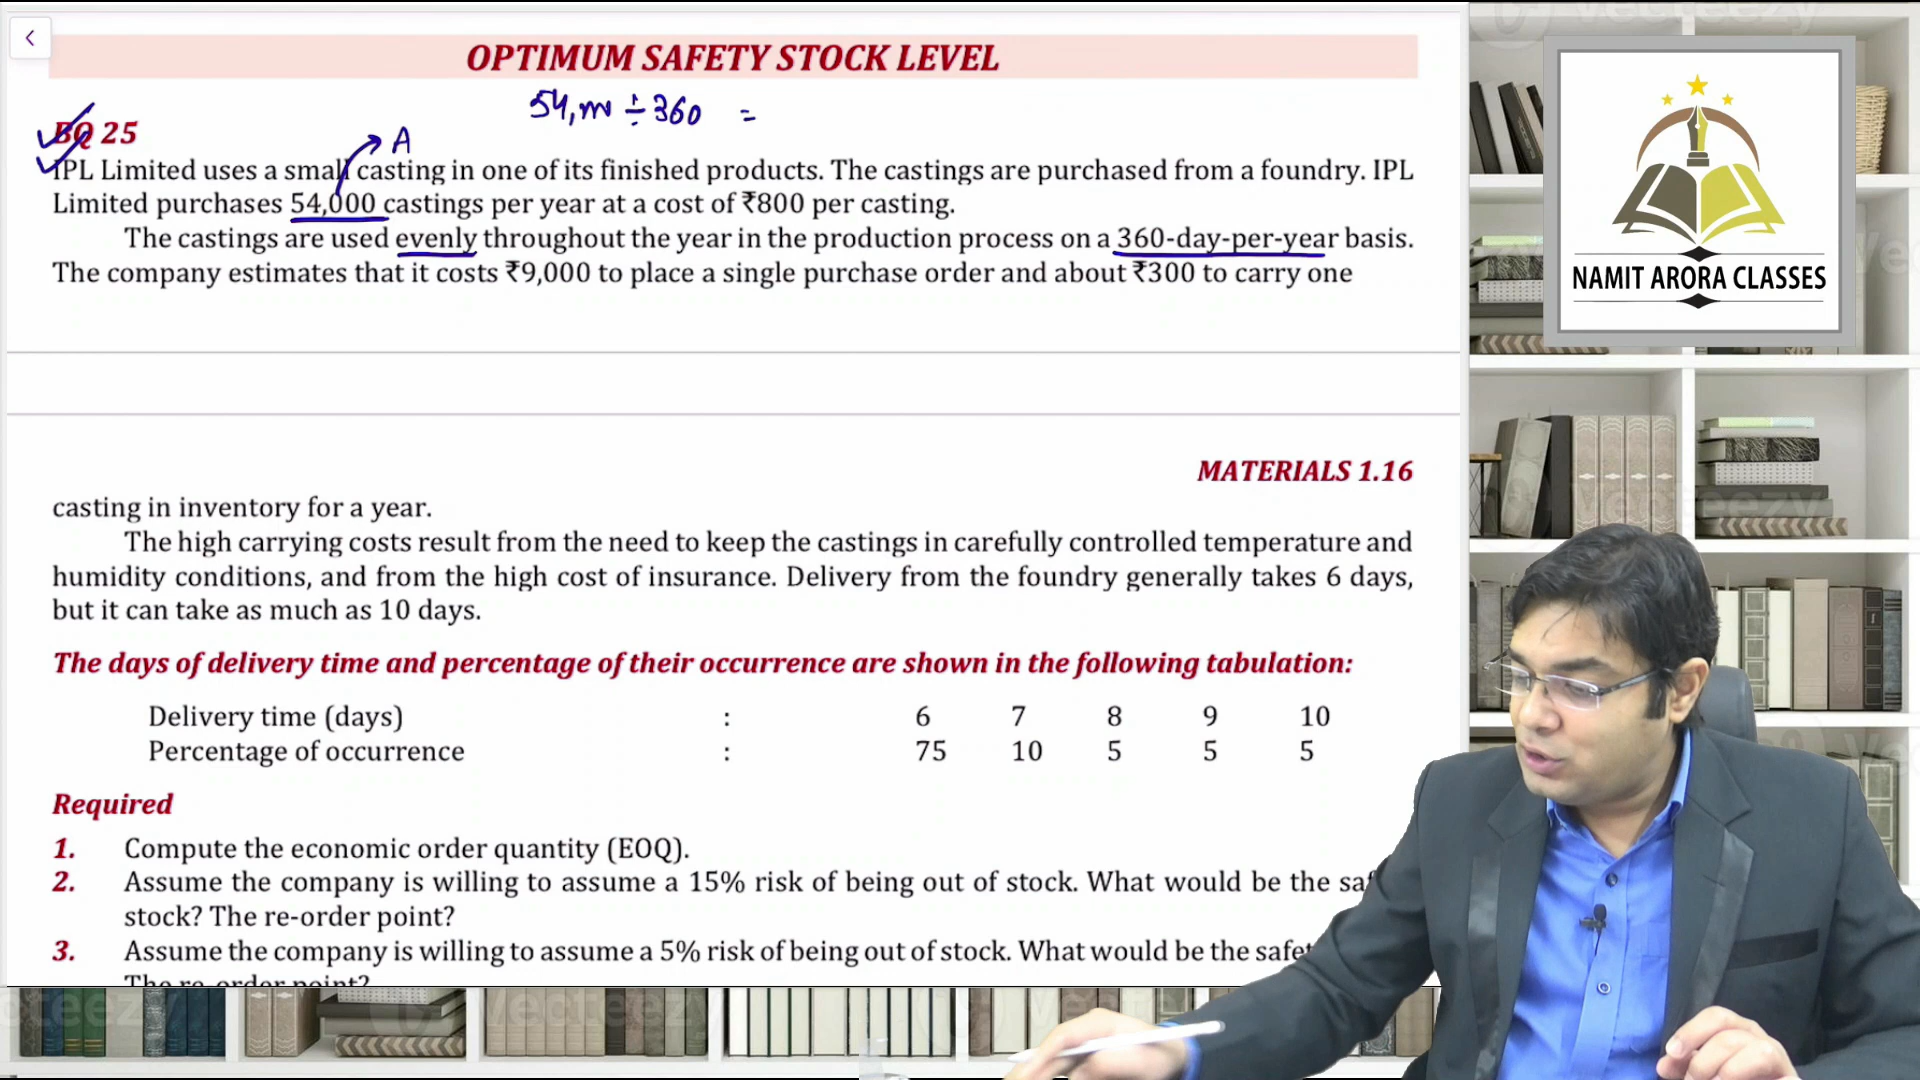 OPTIMUM SAFETY STOCK LEVEL
÷ 360 =
BQ 25
A
IPL Limited uses a small casting in one of its finished products. The castings are purchased from a foundry. IPL
Limited purchases 54,000 castings per year at a cost of ₹800 per casting.
The castings are used evenly throughout the year in the production process on a 360-day-per-year basis.
The company estimates that it costs ₹9,000 to place a single purchase order and about ₹300 to carry one
MATERIALS 1.16
casting in inventory for a year.
The high carrying costs result from the need to keep the castings in carefully controlled temperature and
humidity conditions, and from the high cost of insurance. Delivery from the foundry generally takes 6 days,
but it can take as much as 10 days.
The days of delivery time and percentage of their occurrence are shown in the following tabulation:
Delivery time (days) : 6 7 8 9 10
Percentage of occurrence : 75 10 5 5 5
Required
1. Compute the economic order quantity (EOQ).
2. Assume the company is willing to assume a 15% risk of being out of stock. What would be the
stock? The re-order point?
3. Assume the company is willing to assume a 5% risk of being out of stock. What would be the
The re-order point?
NAMIT ARORA CLASSES